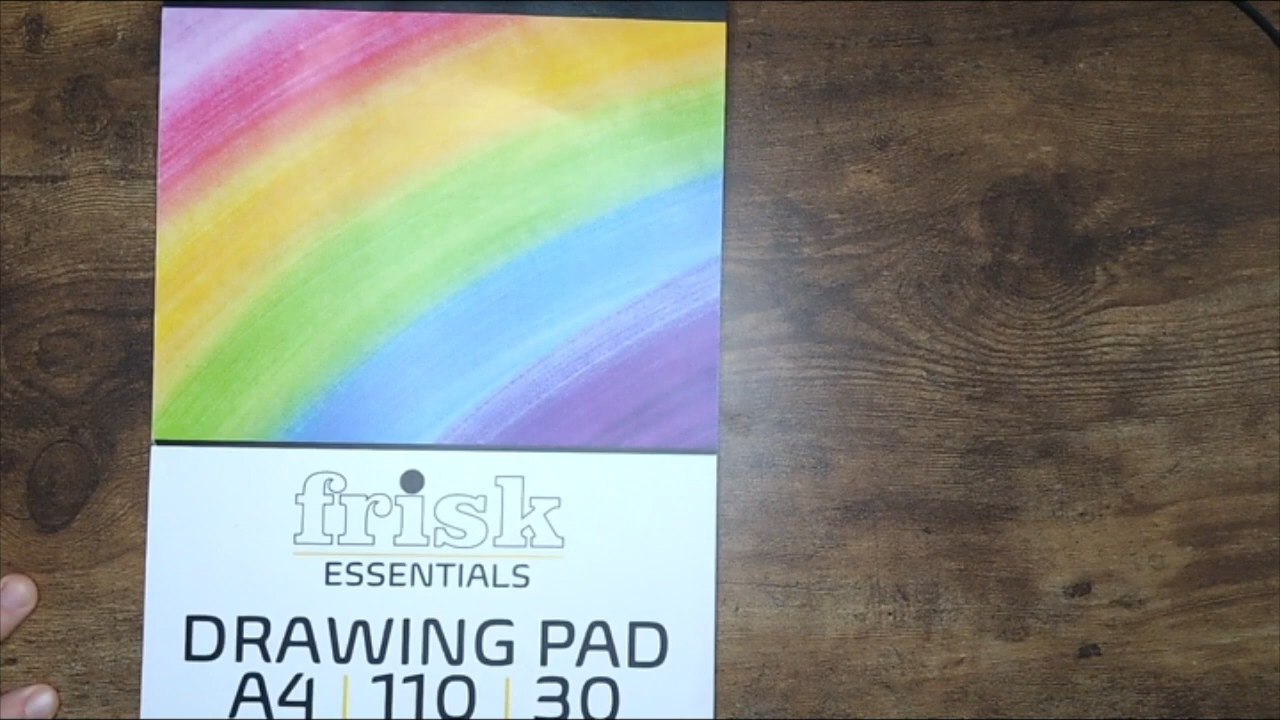 frisk
ESSENTIALS
DRAWING PAD
A4 | 110 | 30